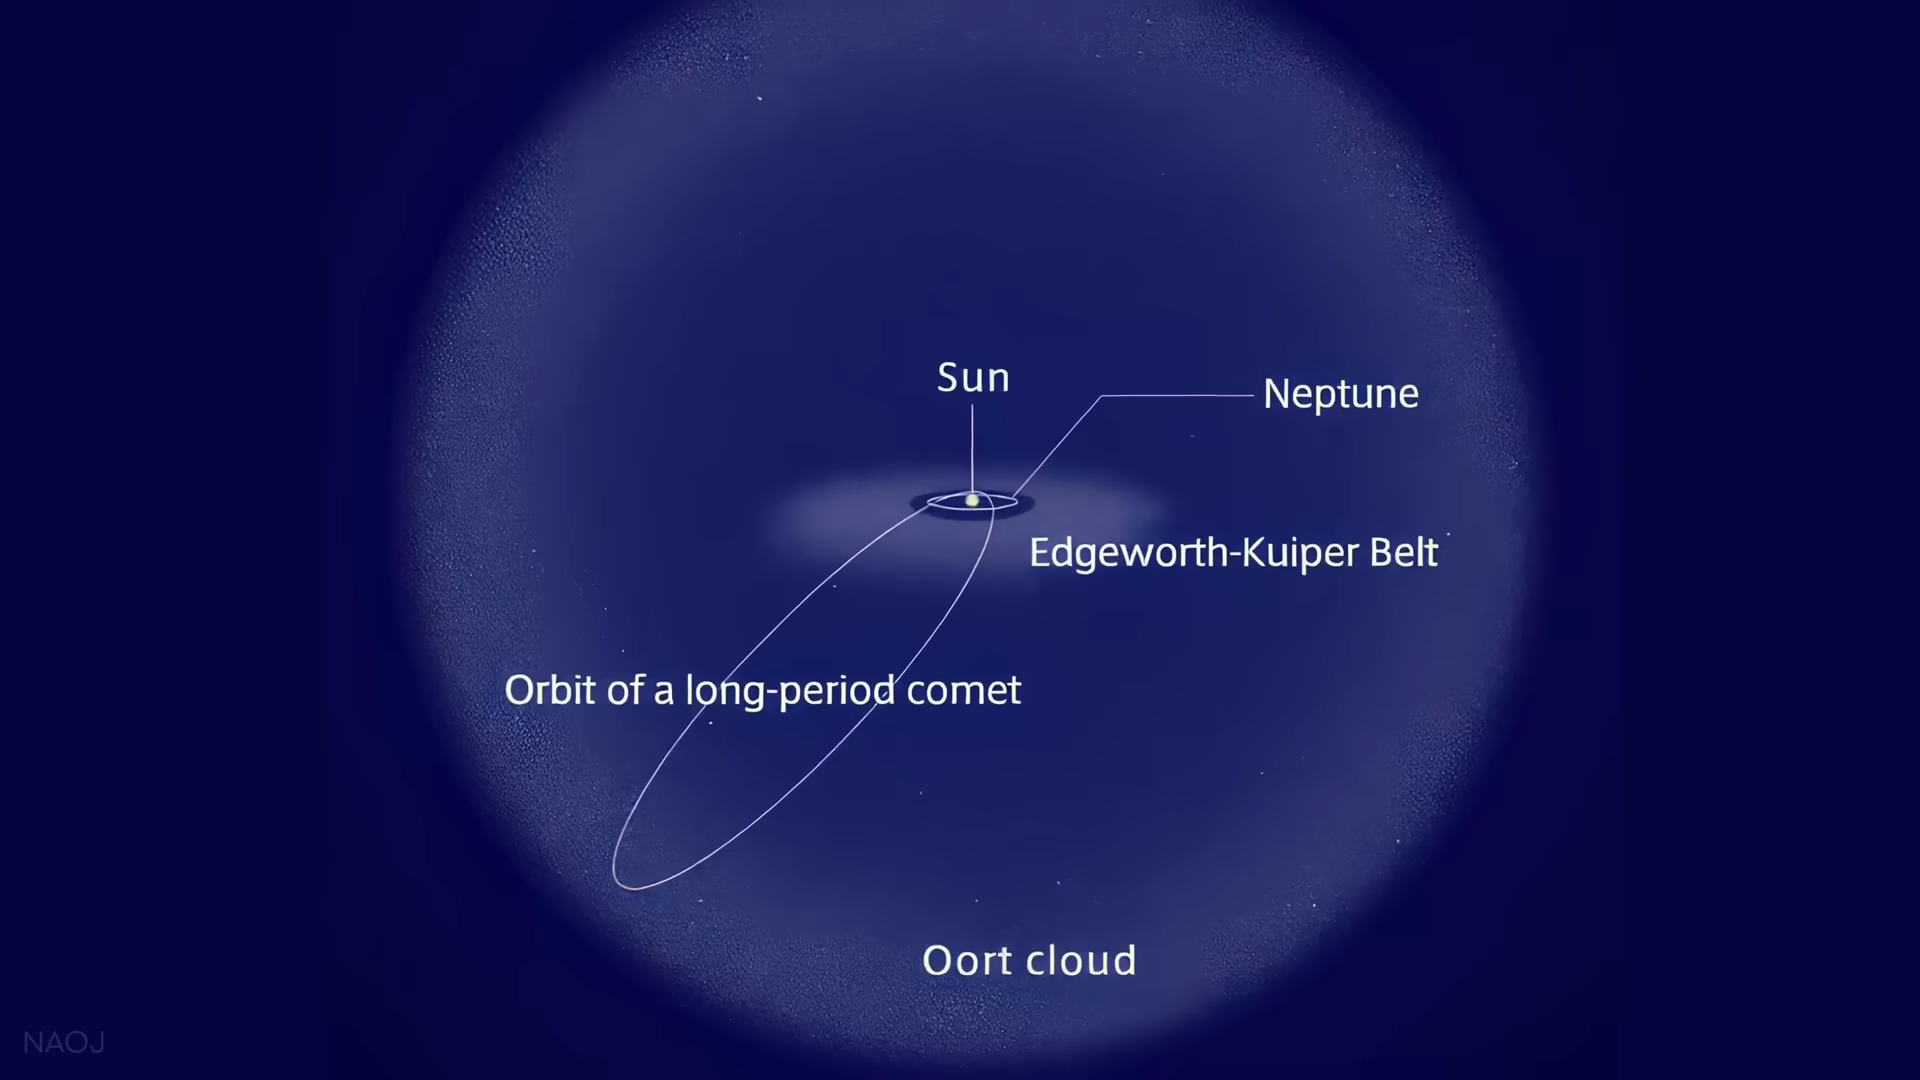 Sun
Neptune
Edgeworth-Kuiper Belt
Orbit of a long-period comet
Oort cloud
NAOJ